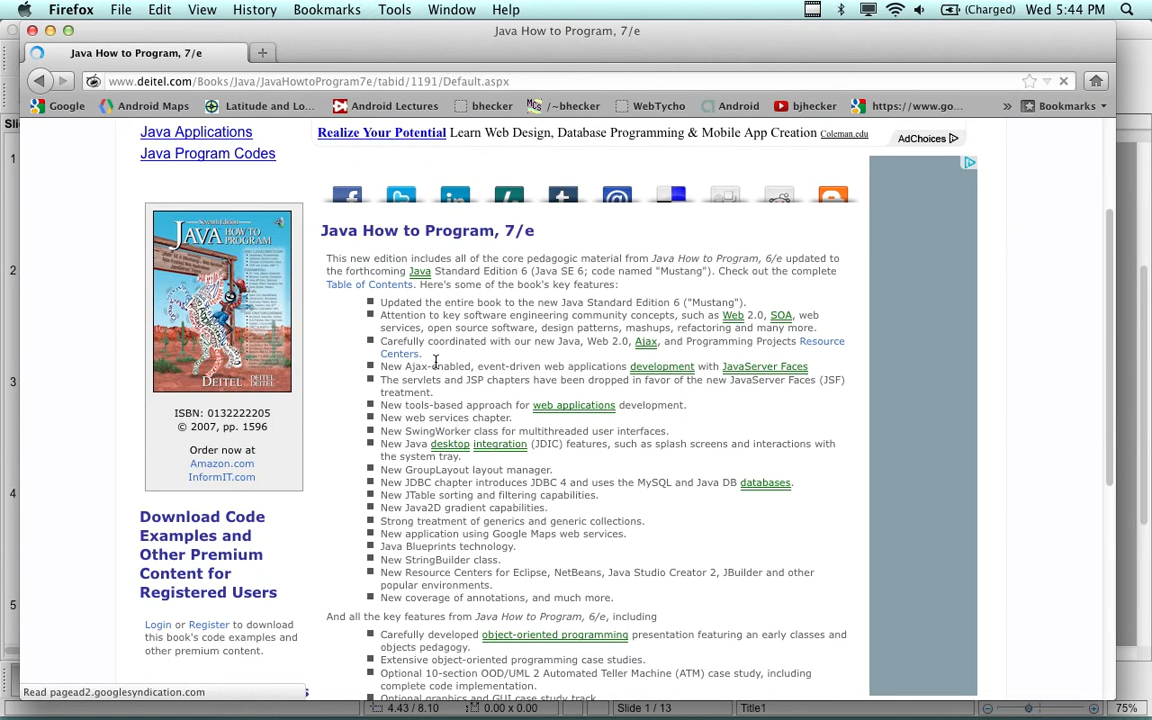 Firefox File Edit View History Bookmarks Tools Window Help (Charged) Wed 5:44 PM
Java How to Program, 7/e
Java How to Program, 7/e
www.deitel.com/Books/Java/JavaHowtoProgram7e/tabid/1191/Default.aspx
Google Android Maps Latitude and Lo... Android Lectures bhecker /~bhecker WebTycho Android bjhecker https://www.go... » Bookmarks
Java Applications
Java Program Codes
Realize Your Potential Learn Web Design, Database Programming & Mobile App Creation Coleman.edu
AdChoices
Java How to Program, 7/e
This new edition includes all of the core pedagogic material from Java How to Program, 6/e updated to
the forthcoming Java Standard Edition 6 (Java SE 6; code named "Mustang"). Check out the complete
Table of Contents. Here's some of the book's key features:
Updated the entire book to the new Java Standard Edition 6 ("Mustang").
Attention to key software engineering community concepts, such as Web 2.0, SOA, web
services, open source software, design patterns, mashups, refactoring and many more.
Carefully coordinated with our new Java, Web 2.0, Ajax, and Programming Projects Resource
Centers.
New Ajax-enabled, event-driven web applications development with JavaServer Faces
The servlets and JSP chapters have been dropped in favor of the new JavaServer Faces (JSF)
treatment.
New tools-based approach for web applications development.
New web services chapter.
New SwingWorker class for multithreaded user interfaces.
New Java desktop integration (JDIC) features, such as splash screens and interactions with
the system tray.
New GroupLayout layout manager.
New JDBC chapter introduces JDBC 4 and uses the MySQL and Java DB databases.
New JTable sorting and filtering capabilities.
New Java2D gradient capabilities.
Strong treatment of generics and generic collections.
New application using Google Maps web services.
Java Blueprints technology.
New StringBuilder class.
New Resource Centers for Eclipse, NetBeans, Java Studio Creator 2, JBuilder and other
popular environments.
New coverage of annotations, and much more.
And all the key features from Java How to Program, 6/e, including
Carefully developed object-oriented programming presentation featuring an early classes and
objects pedagogy.
Extensive object-oriented programming case studies.
Optional 10-section OOD/UML 2 Automated Teller Machine (ATM) case study, including
complete code implementation.
Optional graphics and GUI case study track.
JAVA
HOW TO
PROGRAM
DEITEL
ISBN: 0132222205
© 2007, pp. 1596
Order now at
Amazon.com
InformIT.com
Download Code
Examples and
Other Premium
Content for
Registered Users
Login or Register to download
this book's code examples and
other premium content.
Read pagead2.googlesyndication.com
Sli
1
2
3
4
5
4.43 / 8.10 0.00 x 0.00 Slide 1 / 13 Title1 75%